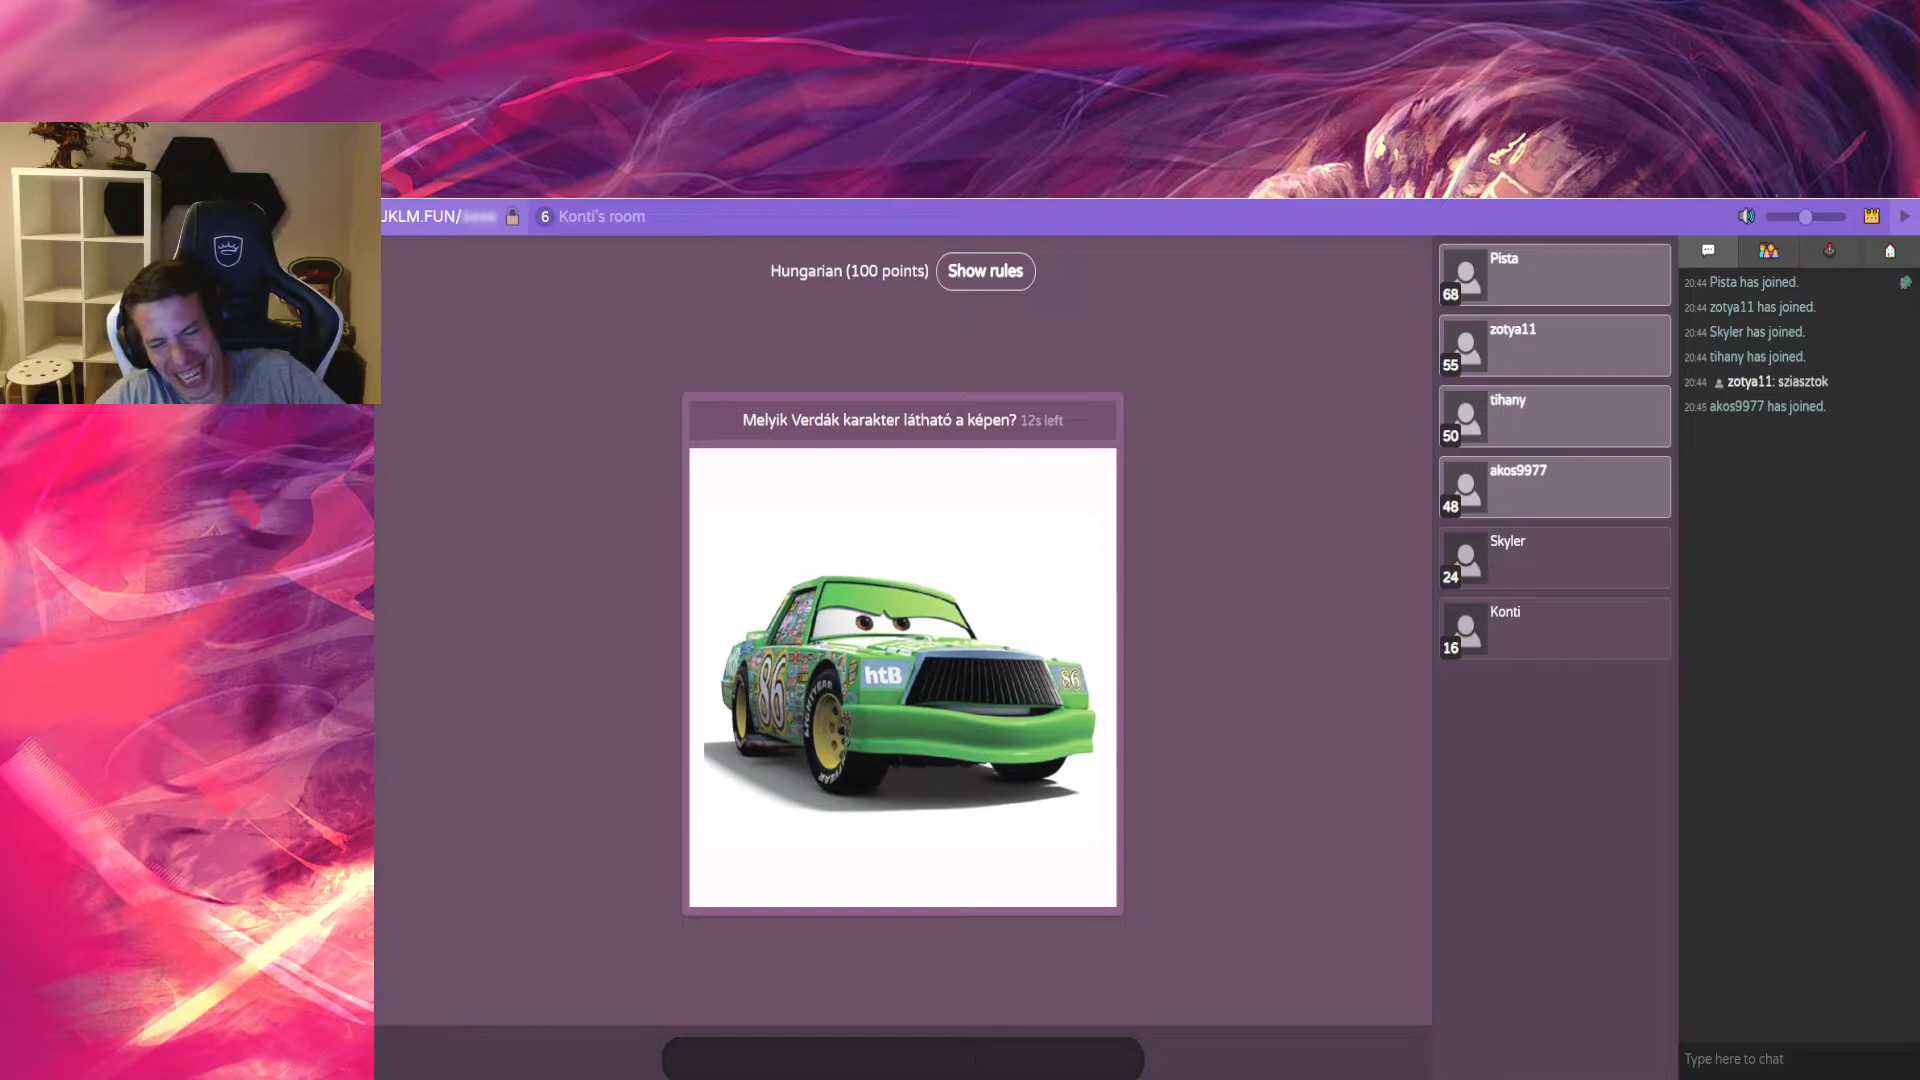 JKLM.FUN/
6 Konti's room
Hungarian (100 points) Show rules
Melyik Verdák karakter látható a képen? 12s left
86
htB
86
LIGHTYEAR
Pista
68
zotya11
55
tihany
50
akos9977
48
Skyler
24
Konti
16
20:44 Pista has joined.
20:44 zotya11 has joined.
20:44 Skyler has joined.
20:44 tihany has joined.
20:44 zotya11: sziasztok
20:45 akos9977 has joined.
Type here to chat